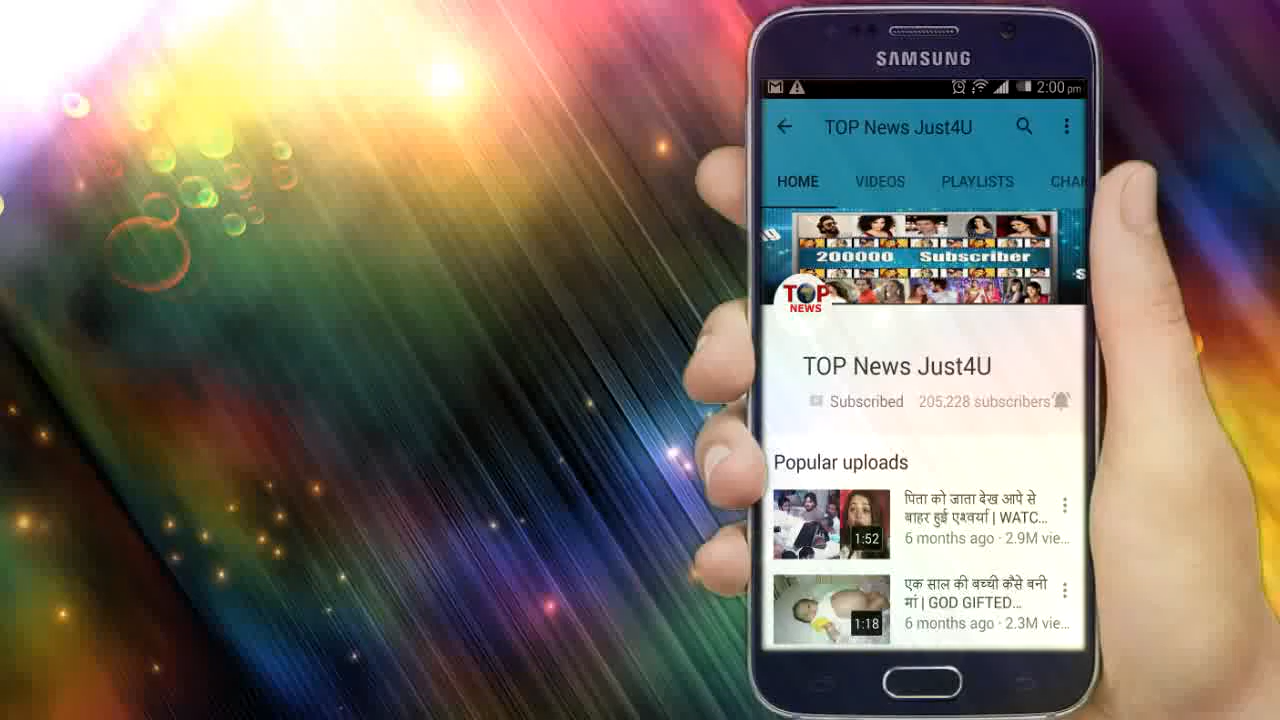 SAMSUNG
2:00 pm
TOP News Just4U
HOME VIDEOS PLAYLISTS CHAN
200000 Subscriber
TOP
NEWS
TOP News Just4U
Subscribed 205,228 subscribers
Popular uploads
पिता को जाता देख आपे से
बाहर हुई एश्वर्या | WATC...
6 months ago · 2.9M vie...
1:52
एक साल की बच्ची कैसे बनी
मां | GOD GIFTED...
6 months ago · 2.3M vie...
1:18